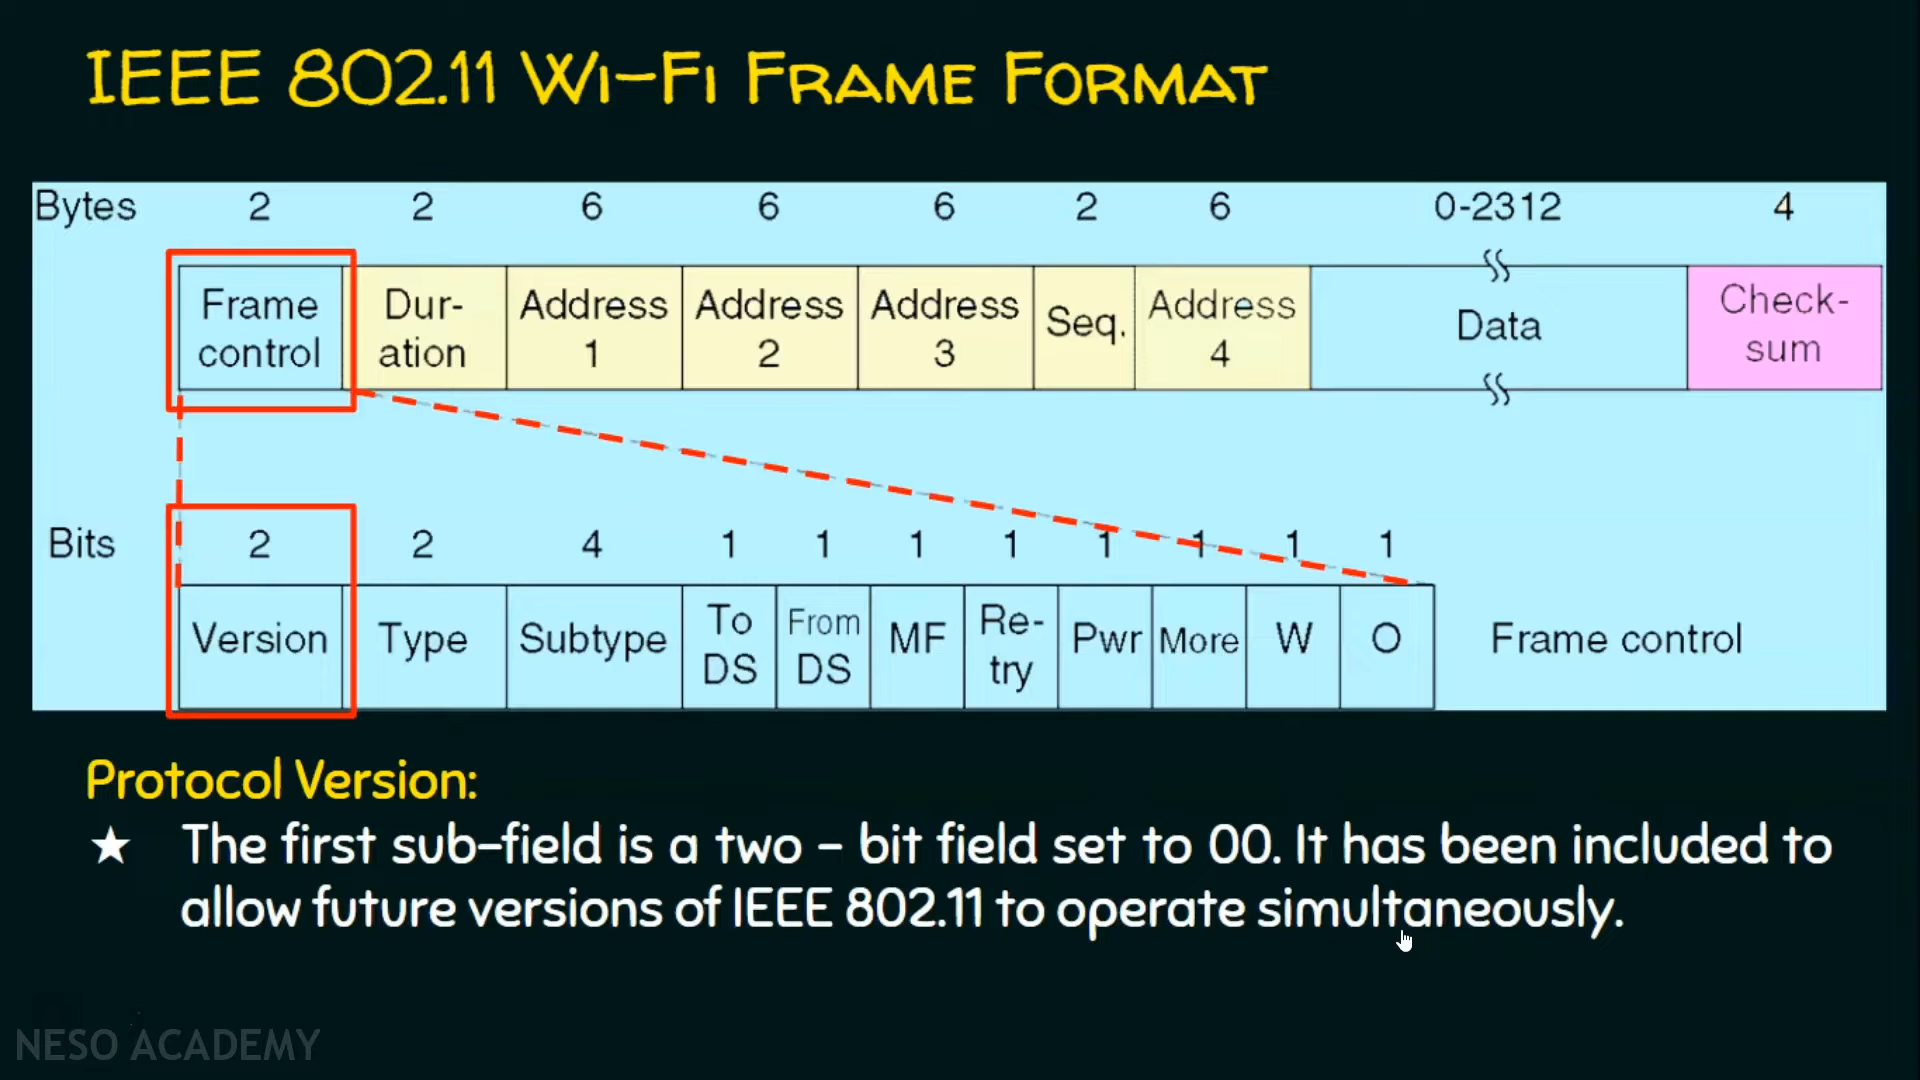 IEEE 802.11 WI-FI FRAME FORMAT
Bytes 2 2 6 6 6 2 6 0-2312 4
Frame control Dur-ation Address 1 Address 2 Address 3 Seq. Address 4 Data Check-sum
Bits 2 2 4 1 1 1 1 1 1 1 1
Version Type Subtype To DS From DS MF Re-try Pwr More W O Frame control
Protocol Version:
★ The first sub-field is a two - bit field set to 00. It has been included to
allow future versions of IEEE 802.11 to operate simultaneously.
NESO ACADEMY